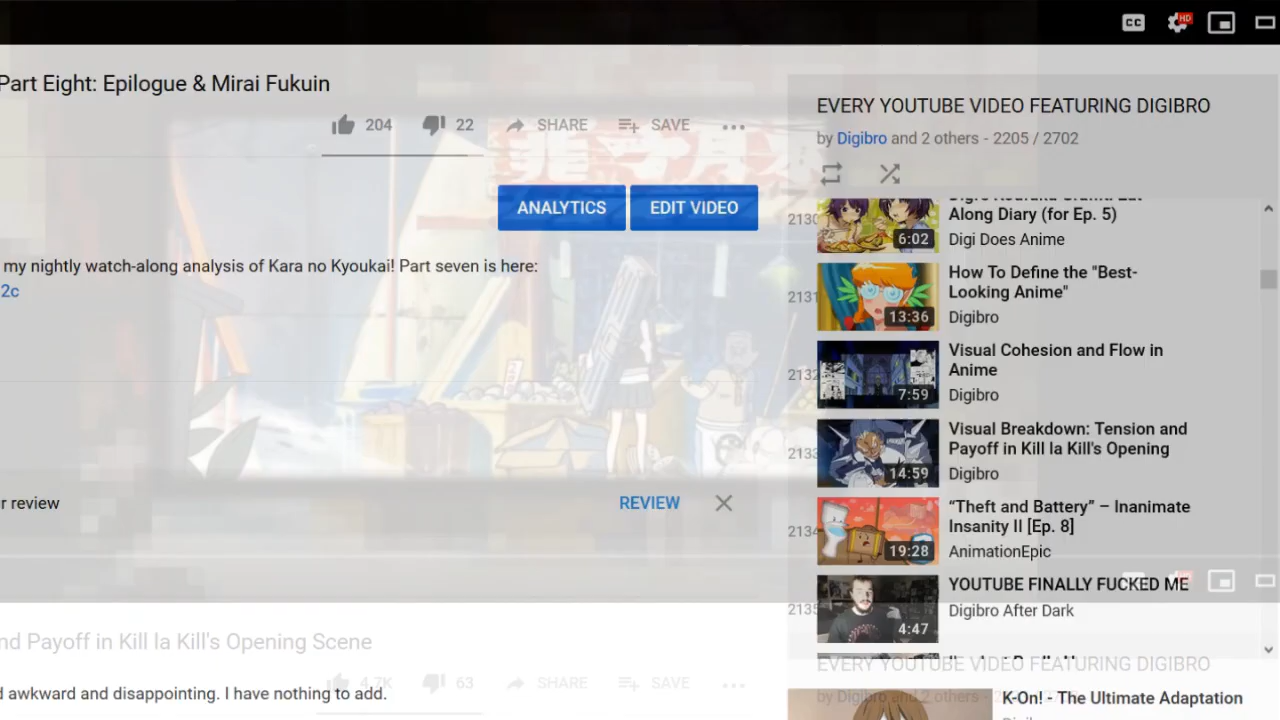 CC
HD
Part Eight: Epilogue & Mirai Fukuin
204
22
SHARE
SAVE
ANALYTICS
EDIT VIDEO
my nightly watch-along analysis of Kara no Kyoukai! Part seven is here:
2c
r review
REVIEW
nd Payoff in Kill la Kill's Opening Scene
4.7K
63
SHARE
SAVE
d awkward and disappointing. I have nothing to add.
EVERY YOUTUBE VIDEO FEATURING DIGIBRO
by Digibro and 2 others - 2205 / 2702
2130
Along Diary (for Ep. 5)
Digi Does Anime
6:02
2131
How To Define the "Best-
Looking Anime"
Digibro
13:36
2132
Visual Cohesion and Flow in
Anime
Digibro
7:59
2133
Visual Breakdown: Tension and
Payoff in Kill la Kill's Opening
Digibro
14:59
2134
“Theft and Battery” – Inanimate
Insanity II [Ep. 8]
AnimationEpic
19:28
2135
YOUTUBE FINALLY FUCKED ME
Digibro After Dark
4:47
EVERY YOUTUBE VIDEO FEATURING DIGIBRO
by Digibro and 2 others
K-On! - The Ultimate Adaptation